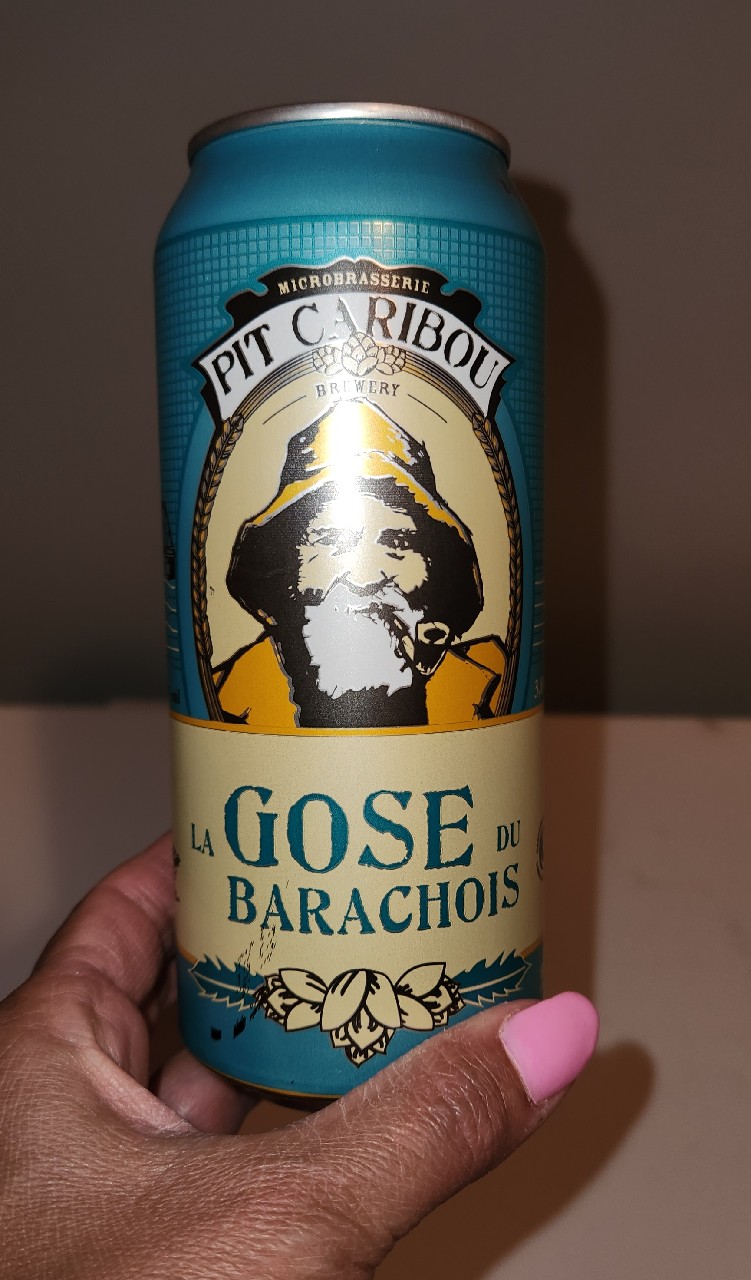 MICROBRASSERIE
PIT CARIBOU
BREWERY
LA GOSE DU
BARACHOIS